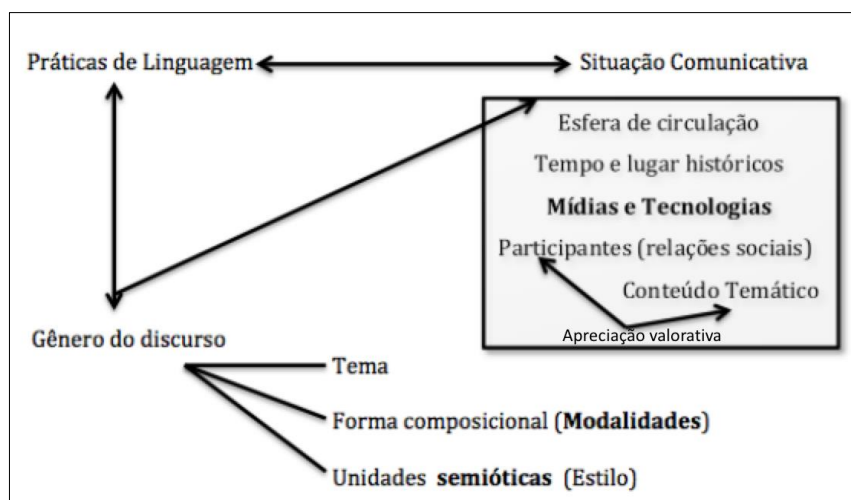 Práticas de Linguagem
Situação Comunicativa
Esfera de circulação
Tempo e lugar históricos
Mídias e Tecnologias
Participantes (relações sociais)
Conteúdo Temático
Apreciação valorativa
Gênero do discurso
Tema
Forma composicional (Modalidades)
Unidades semióticas (Estilo)